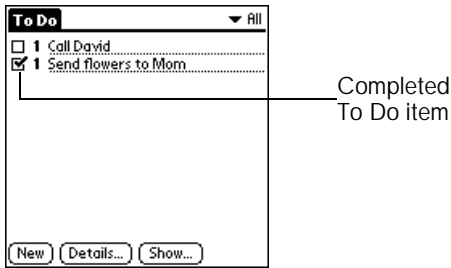 To Do
All
1 Call David
1 Send flowers to Mom
Completed
To Do item
New Details... Show...